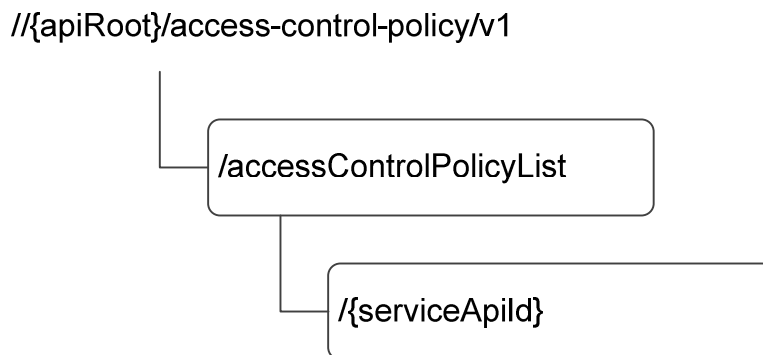 //{apiRoot}/access-control-policy/v1
/accessControlPolicyList
/{serviceApiId}